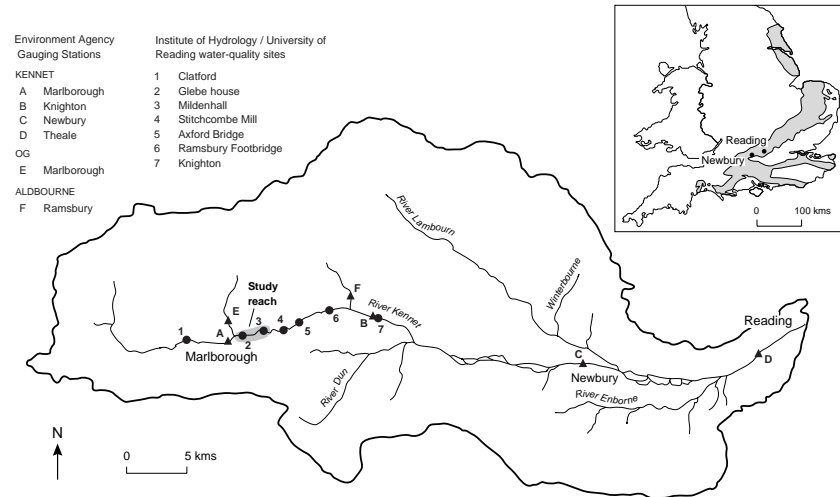 Environment Agency
Gauging Stations
KENNET
A Marlborough
B Knighton
C Newbury
D Theale
OG
E Marlborough
ALDBOURNE
F Ramsbury
Institute of Hydrology / University of
Reading water-quality sites
1 Clatford
2 Glebe house
3 Mildenhall
4 Stitchcombe Mill
5 Axford Bridge
6 Ramsbury Footbridge
7 Knighton
Reading
Newbury
0 100 kms
River Lambourn
Winterbourne
Study
reach
E
F
River Kennet
1
A
2
3
4
5
6
B
7
Marlborough
River Dun
C
Newbury
River Enborne
Reading
D
N
0 5 kms